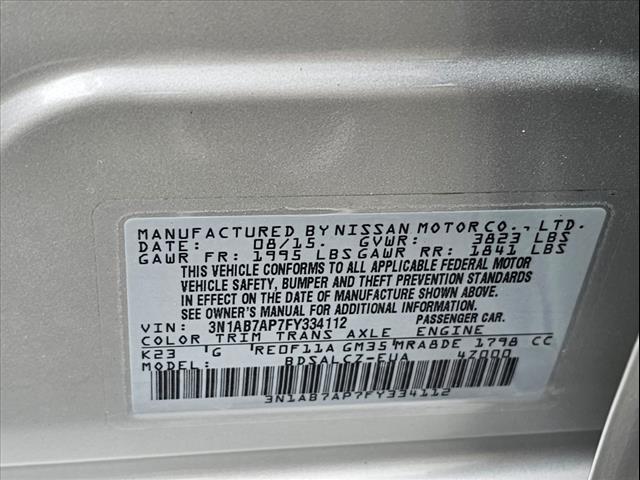 MANUFACTURED BY NISSAN MOTOR CO., LTD.
DATE: 08/15. GVWR: 3823 LBS
GAWR FR: 1995 LBS GAWR RR: 1841 LBS
THIS VEHICLE CONFORMS TO ALL APPLICABLE FEDERAL MOTOR
VEHICLE SAFETY, BUMPER AND THEFT PREVENTION STANDARDS
IN EFFECT ON THE DATE OF MANUFACTURE SHOWN ABOVE.
SEE OWNER'S MANUAL FOR ADDITIONAL INFORMATION.
VIN: 3N1AB7AP7FY334112 PASSENGER CAR.
COLOR TRIM TRANS AXLE ENGINE
K23 'G 'RE0F11A GM35 'MRA8DE 1798 CC
MODEL: BDSALCZ-EUA 4Z000
3N1AB7AP7FY334112